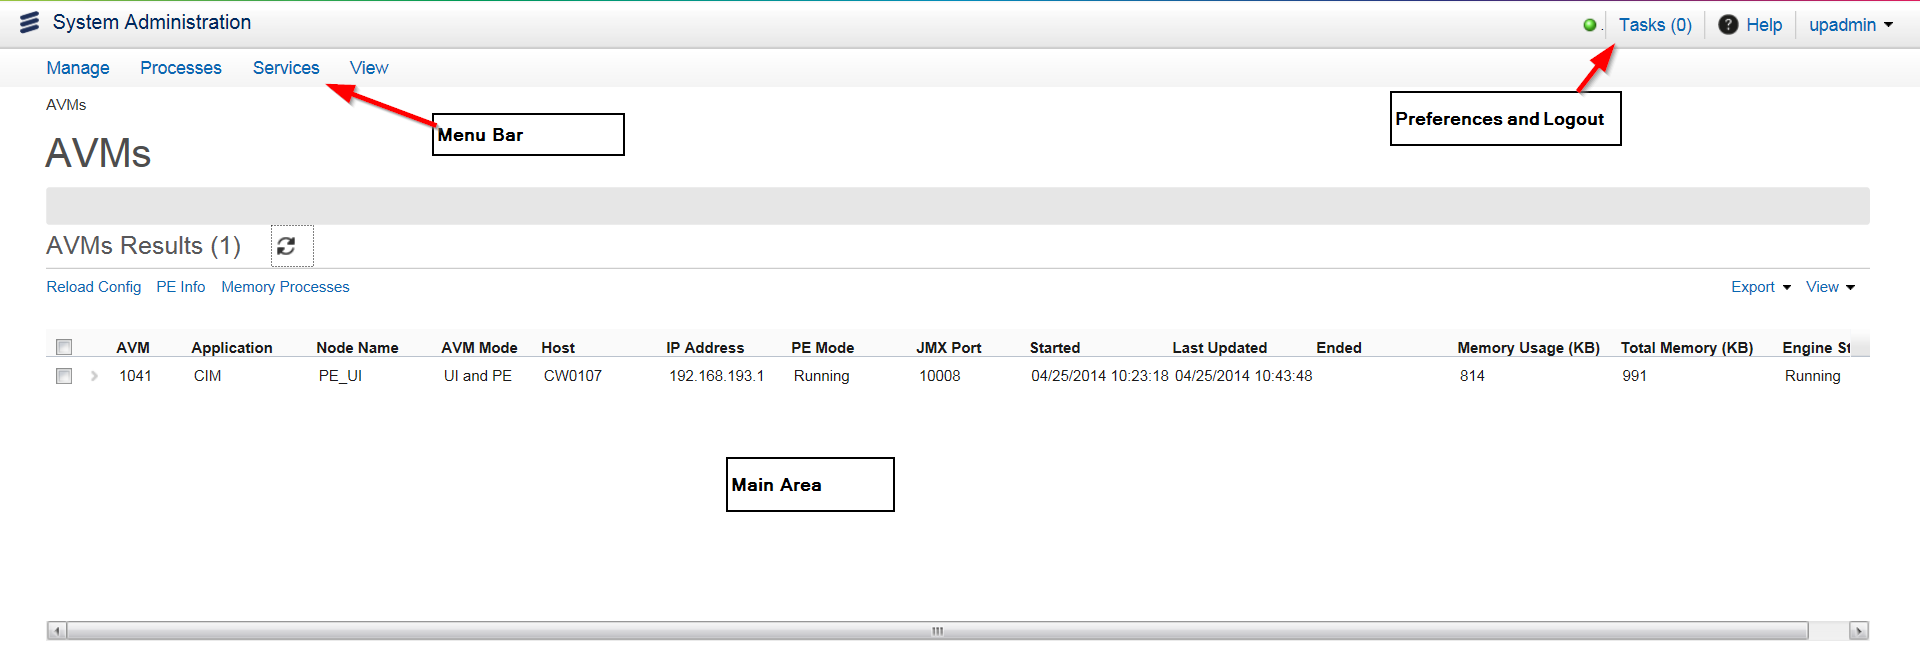 System Administration
Tasks (0) ? Help upadmin
Manage Processes Services View
AVMs
Menu Bar
Preferences and Logout
AVMs
AVMs Results (1)
Reload Config PE Info Memory Processes Export View
AVM Application Node Name AVM Mode Host IP Address PE Mode JMX Port Started Last Updated Ended Memory Usage (KB) Total Memory (KB) Engine St
1041 CIM PE_UI UI and PE CW0107 192.168.193.1 Running 10008 04/25/2014 10:23:18 04/25/2014 10:43:48 814 991 Running
Main Area